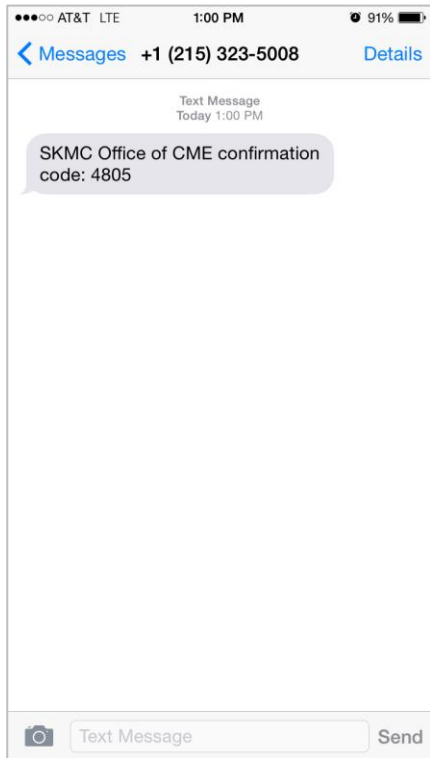 AT&T LTE 1:00 PM 91%
Messages +1 (215) 323-5008 Details
Text Message
Today 1:00 PM
SKMC Office of CME confirmation
code: 4805
Text Message Send